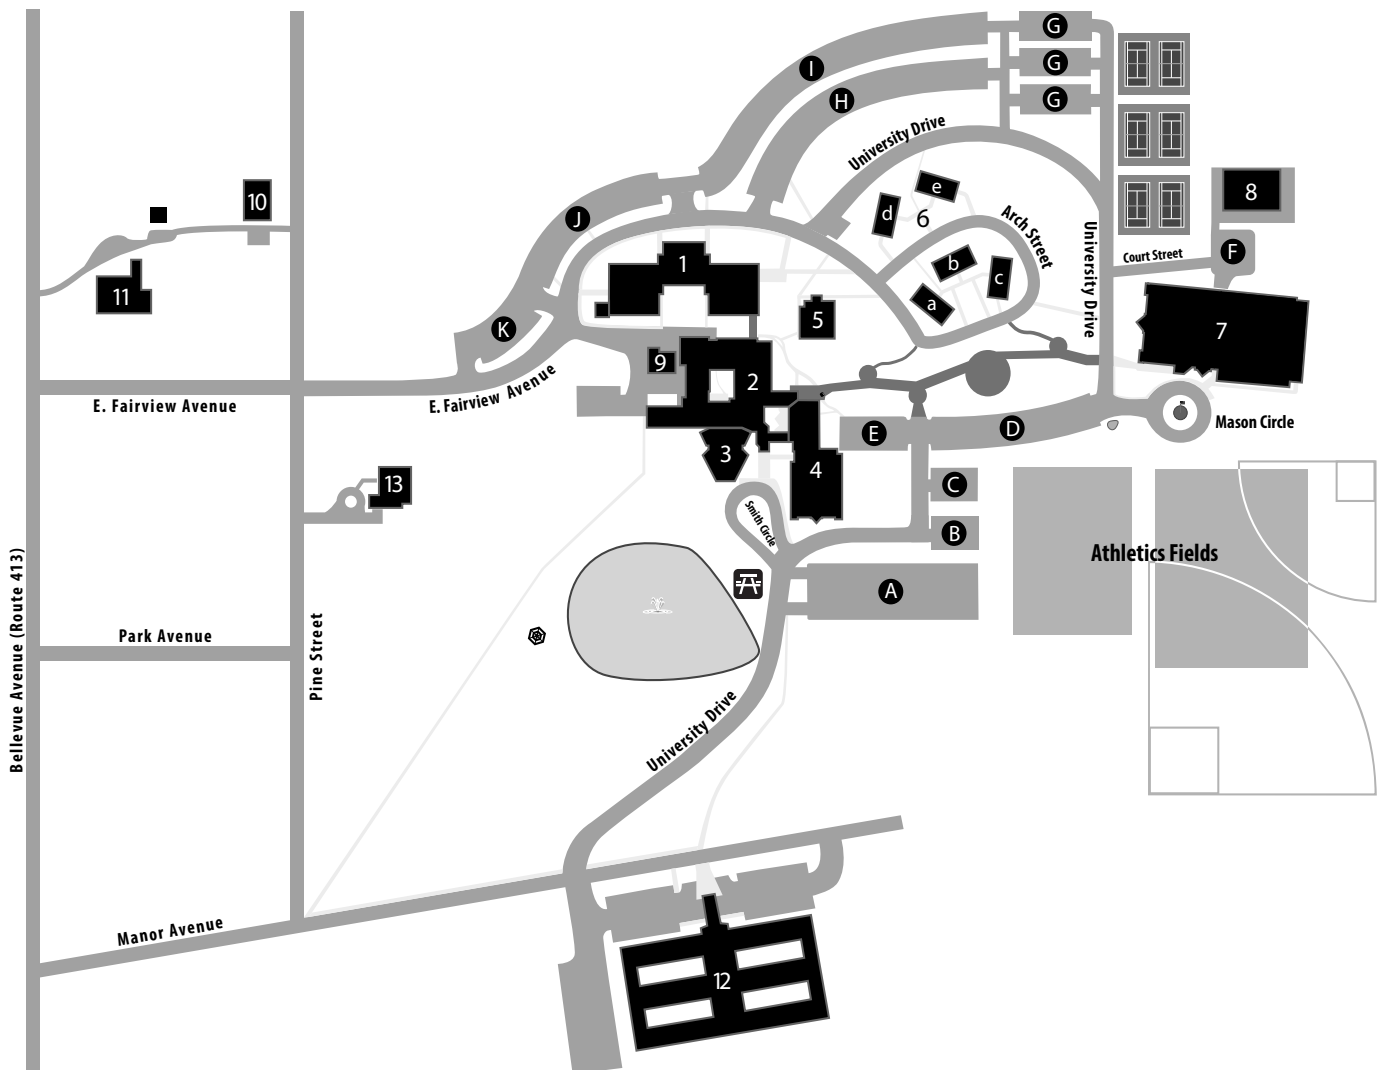 G
I
G
H
G
University Drive
e
8
10
d
6
Arch Street
J
University Drive
Court Street
F
1
b
c
11
a
5
K
7
9
2
E. Fairview Avenue
E. Fairview Avenue
Mason Circle
D
E
3
4
13
C
Smith Circle
B
Athletics Fields
A
Bellevue Avenue (Route 413)
Park Avenue
Pine Street
University Drive
Manor Avenue
12